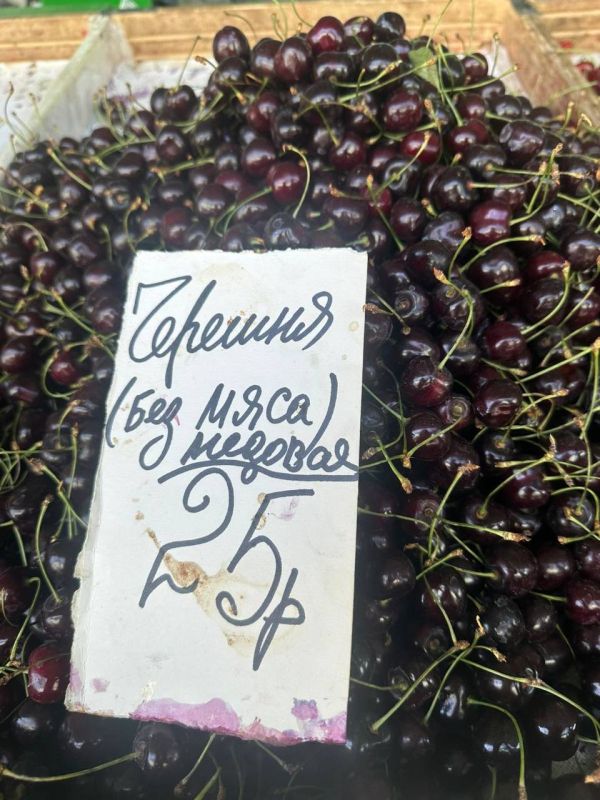 Черешня
(без мяса)
медовая
25р